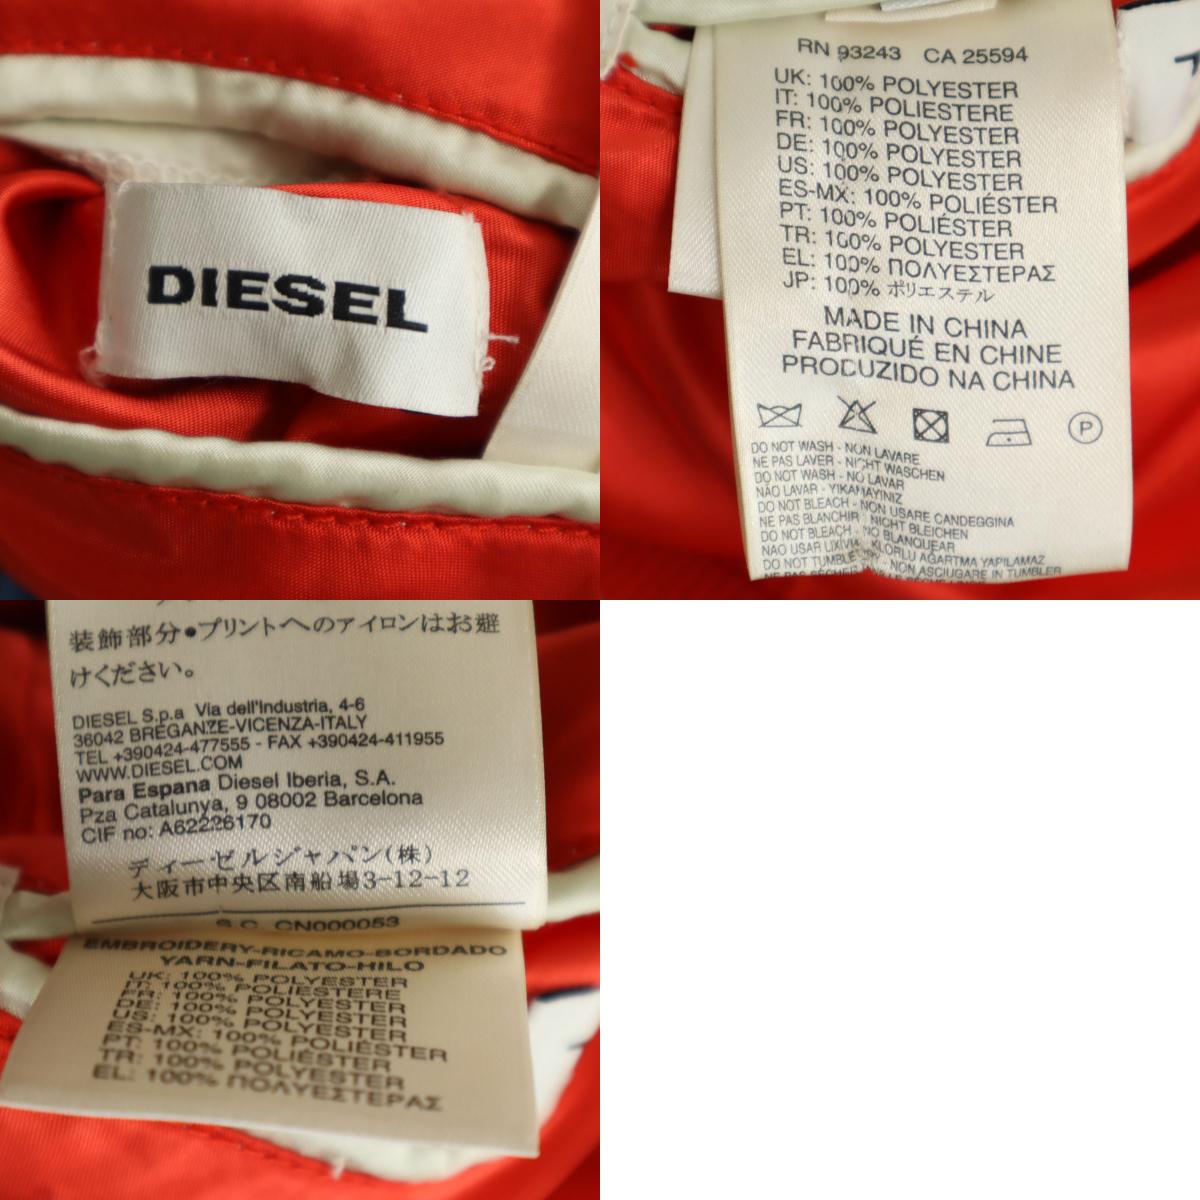 DIESEL
RN 93243 CA 25594
UK: 100% POLYESTER
IT: 100% POLIESTERE
FR: 100% POLYESTER
DE: 100% POLYESTER
US: 100% POLYESTER
ES-MX: 100% POLIÉSTER
PT: 100% POLIÉSTER
TR: 100% POLYESTER
EL: 100% ΠΟΛΥΕΣΤΕΡΑΣ
JP: 100% ポリエステル
MADE IN CHINA
FABRIQUÉ EN CHINE
PRODUZIDO NA CHINA
P
DO NOT WASH - NON LAVARE
NE PAS LAVER - NICHT WASCHEN
DO NOT WASH - NO LAVAR
NÃO LAVAR - YIKAMAYINIZ
DO NOT BLEACH - NON USARE CANDEGGINA
NE PAS BLANCHIR - NICHT BLEICHEN
DO NOT BLEACH - NO BLANQUEAR
NAO USAR LIXIVIA - KLORLU AĞARTMA YAPILAMAZ
DO NOT TUMBLE - NON ASCIUGARE IN TUMBLER
装飾部分●プリントへのアイロンはお避
けください。
DIESEL S.p.a Via dell'Industria, 4-6
36042 BREGANZE-VICENZA-ITALY
TEL +390424-477555 - FAX +390424-411955
WWW.DIESEL.COM
Para Espana Diesel Iberia, S.A.
Pza Catalunya, 9 08002 Barcelona
CIF no: A62226170
ディーゼルジャパン(株)
大阪市中央区南船場3-12-12
S.C. CN000053
EMBROIDERY-RICAMO-BORDADO
YARN-FILATO-HILO
UK: 100% POLYESTER
IT: 100% POLIESTERE
FR: 100% POLYESTER
DE: 100% POLYESTER
US: 100% POLYESTER
ES-MX: 100% POLIÉSTER
PT: 100% POLIÉSTER
TR: 100% POLYESTER
EL: 100% ΠΟΛΥΕΣΤΕΡΑΣ